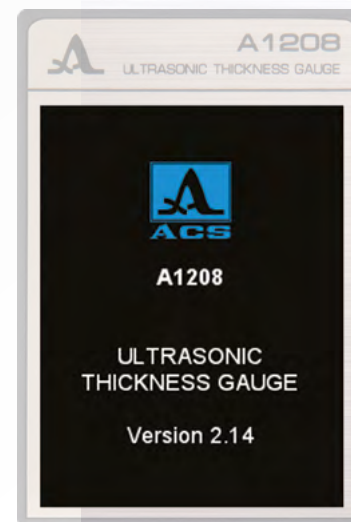 A1208
ULTRASONIC THICKNESS GAUGE
ACS
A1208
ULTRASONIC
THICKNESS GAUGE
Version 2.14